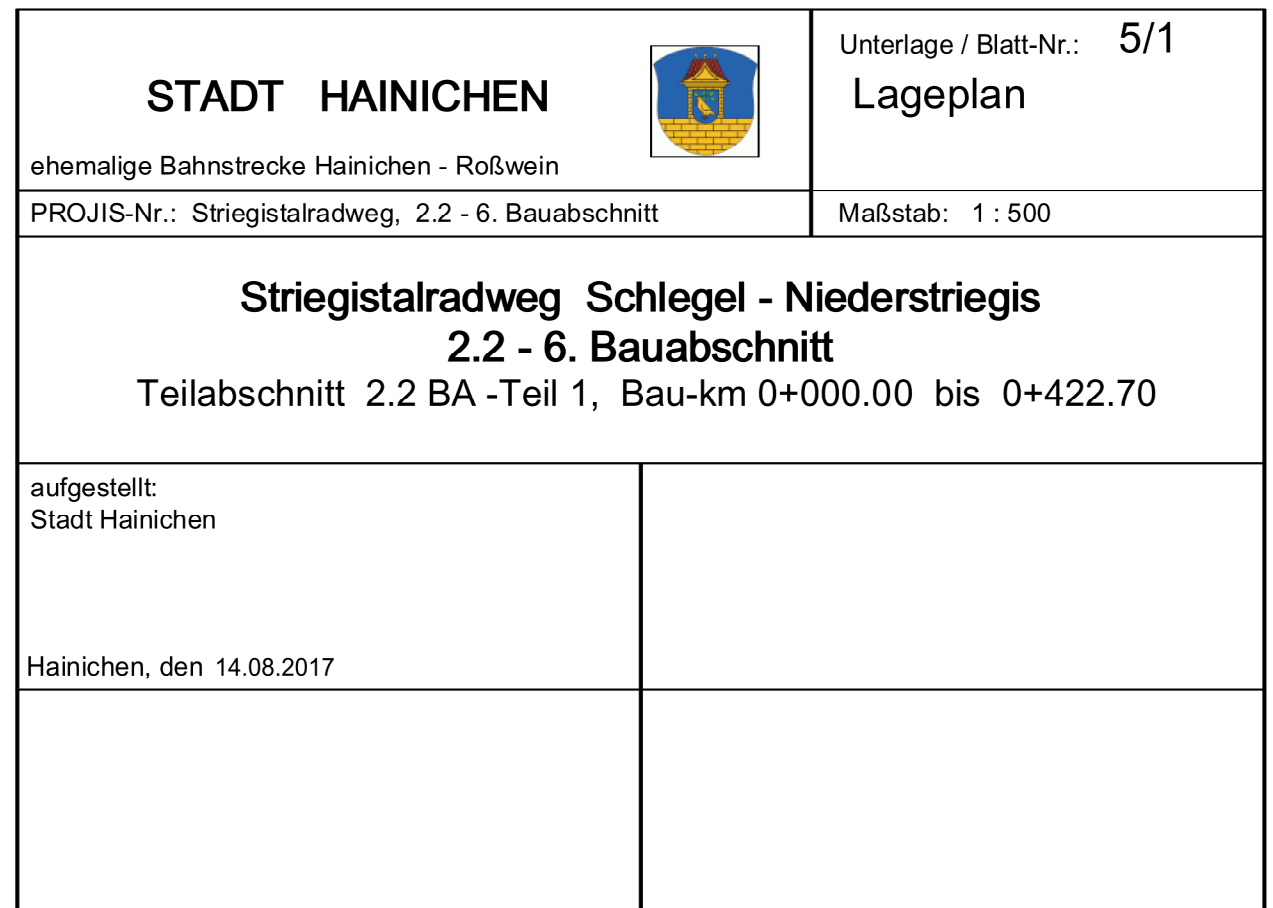 STADT HAINICHEN
ehemalige Bahnstrecke Hainichen - Roßwein
Unterlage / Blatt-Nr.: 5/1
Lageplan
PROJIS-Nr.: Striegistalradweg, 2.2 - 6. Bauabschnitt
Maßstab: 1 : 500
Striegistalradweg Schlegel - Niederstriegis
2.2 - 6. Bauabschnitt
Teilabschnitt 2.2 BA -Teil 1, Bau-km 0+000.00 bis 0+422.70
aufgestellt:
Stadt Hainichen
Hainichen, den 14.08.2017